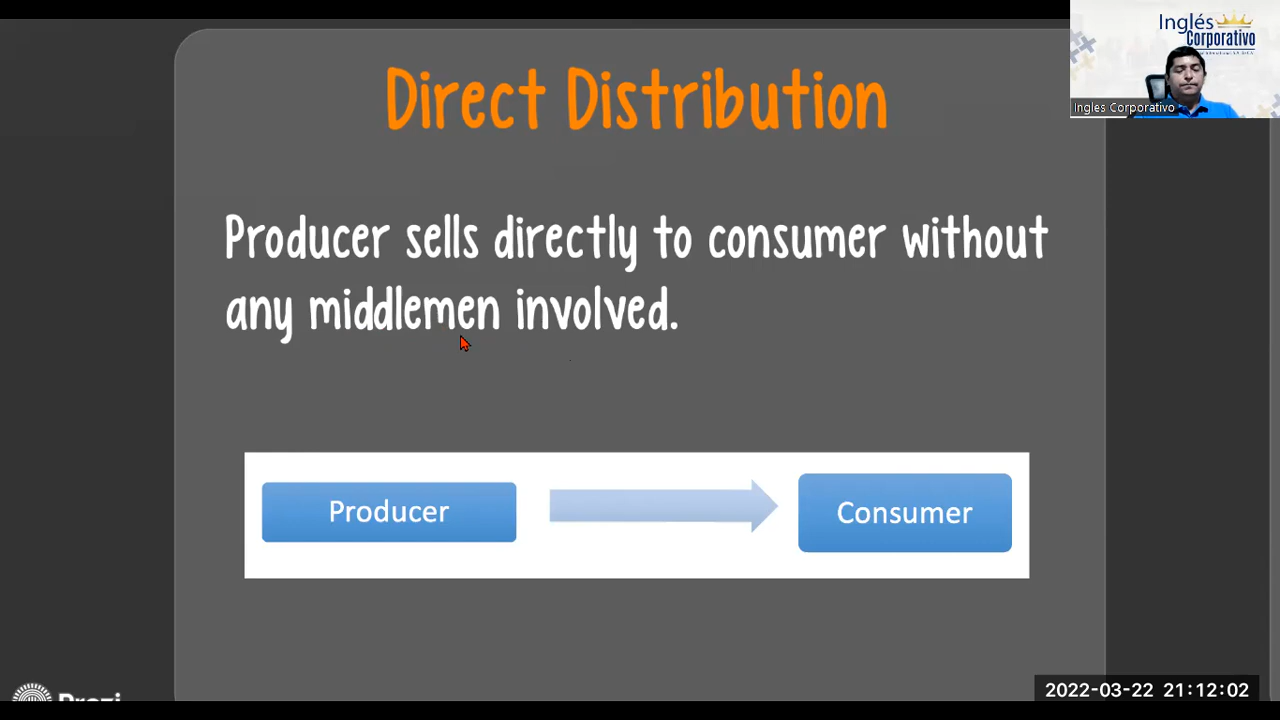 Inglés
Corporativo
Ingles Corporativo
Direct Distribution
Producer sells directly to consumer without
any middlemen involved.
Producer
Consumer
Prezi
2022-03-22 21:12:02